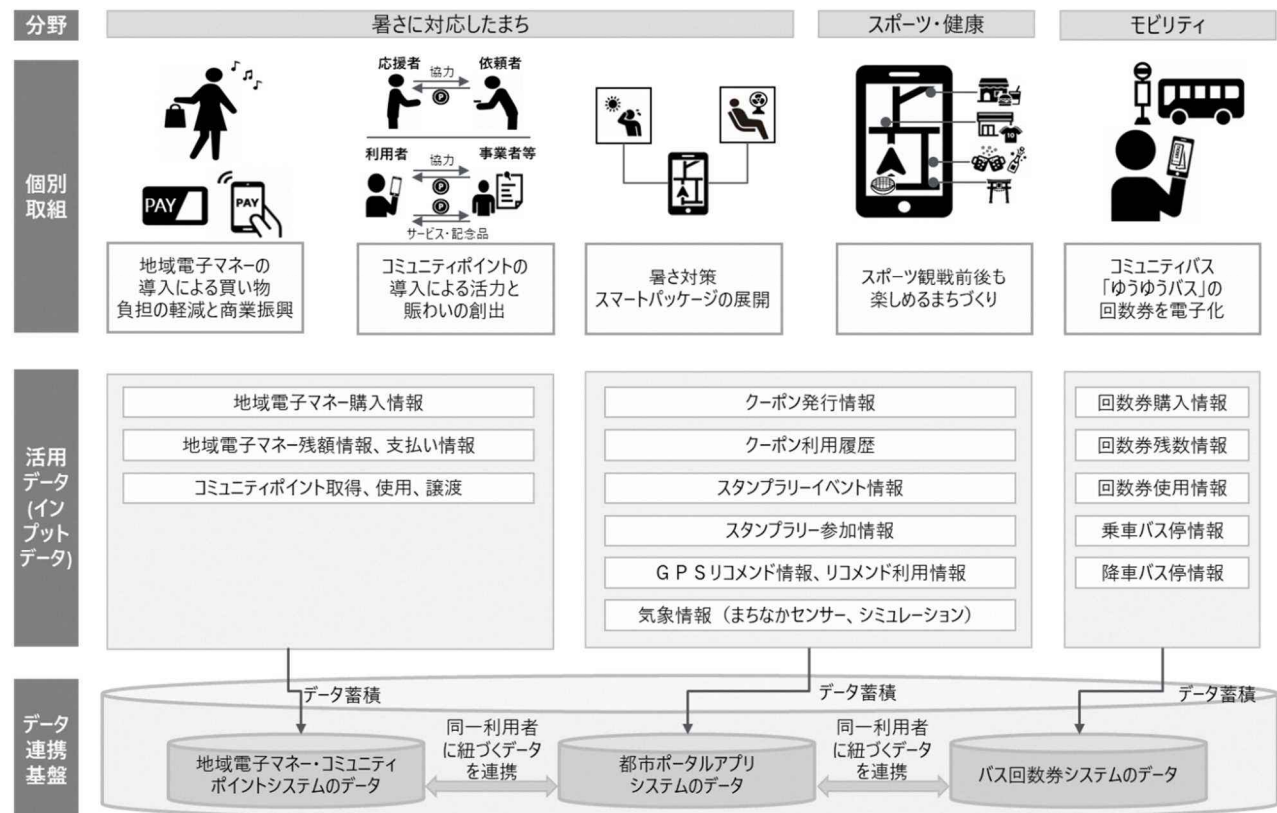 分野
暑さに対応したまち
スポーツ・健康
モビリティ
個別
取組
PAY
PAY
応援者
協力
依頼者
P
利用者
協力
事業者等
P
P
サービス・記念品
10
地域電子マネーの
導入による買い物
負担の軽減と商業振興
コミュニティポイントの
導入による活力と
賑わいの創出
暑さ対策
スマートパッケージの展開
スポーツ観戦前後も
楽しめるまちづくり
コミュニティバス
「ゆうゆうバス」の
回数券を電子化
活用
データ
(イン
プット
データ)
地域電子マネー購入情報
地域電子マネー残額情報、支払い情報
コミュニティポイント取得、使用、譲渡
クーポン発行情報
クーポン利用履歴
スタンプラリーイベント情報
スタンプラリー参加情報
GPSリコメンド情報、リコメンド利用情報
気象情報（まちなかセンサー、シミュレーション）
回数券購入情報
回数券残数情報
回数券使用情報
乗車バス停情報
降車バス停情報
データ
連携
基盤
データ蓄積
データ蓄積
データ蓄積
地域電子マネー・コミュニティ
ポイントシステムのデータ
同一利用者
に紐づくデータ
を連携
都市ポータルアプリ
システムのデータ
同一利用者
に紐づくデータ
を連携
バス回数券システムのデータ